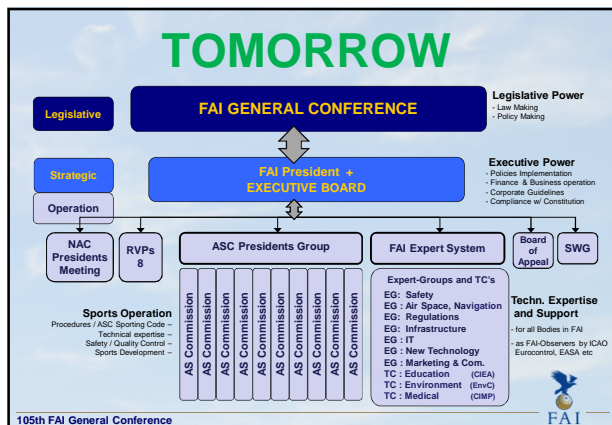 TOMORROW
Legislative
FAI GENERAL CONFERENCE
Legislative Power
- Law Making
- Policy Making
Strategic
FAI President +
EXECUTIVE BOARD
Executive Power
- Policies Implementation
- Finance & Business operation
- Corporate Guidelines
- Compliance w/ Constitution
Operation
NAC
Presidents
Meeting
RVPs
8
ASC Presidents Group
FAI Expert System
Board
of
Appeal
SWG
Sports Operation
Procedures / ASC Sporting Code –
Technical expertise –
Safety / Quality Control –
Sports Development –
AS Commission
AS Commission
AS Commission
AS Commission
AS Commission
AS Commission
AS Commission
AS Commission
AS Commission
AS Commission
Expert-Groups and TC's
EG: Safety
EG : Air Space, Navigation
EG: Regulations
EG: Infrastructure
EG : IT
EG : New Technology
EG : Marketing & Com.
TC : Education (CIEA)
TC : Environment (EnvC)
TC : Medical (CIMP)
Techn. Expertise
and Support
- for all Bodies in FAI
- as FAI-Observers by ICAO
Eurocontrol, EASA etc
105th FAI General Conference
FAI